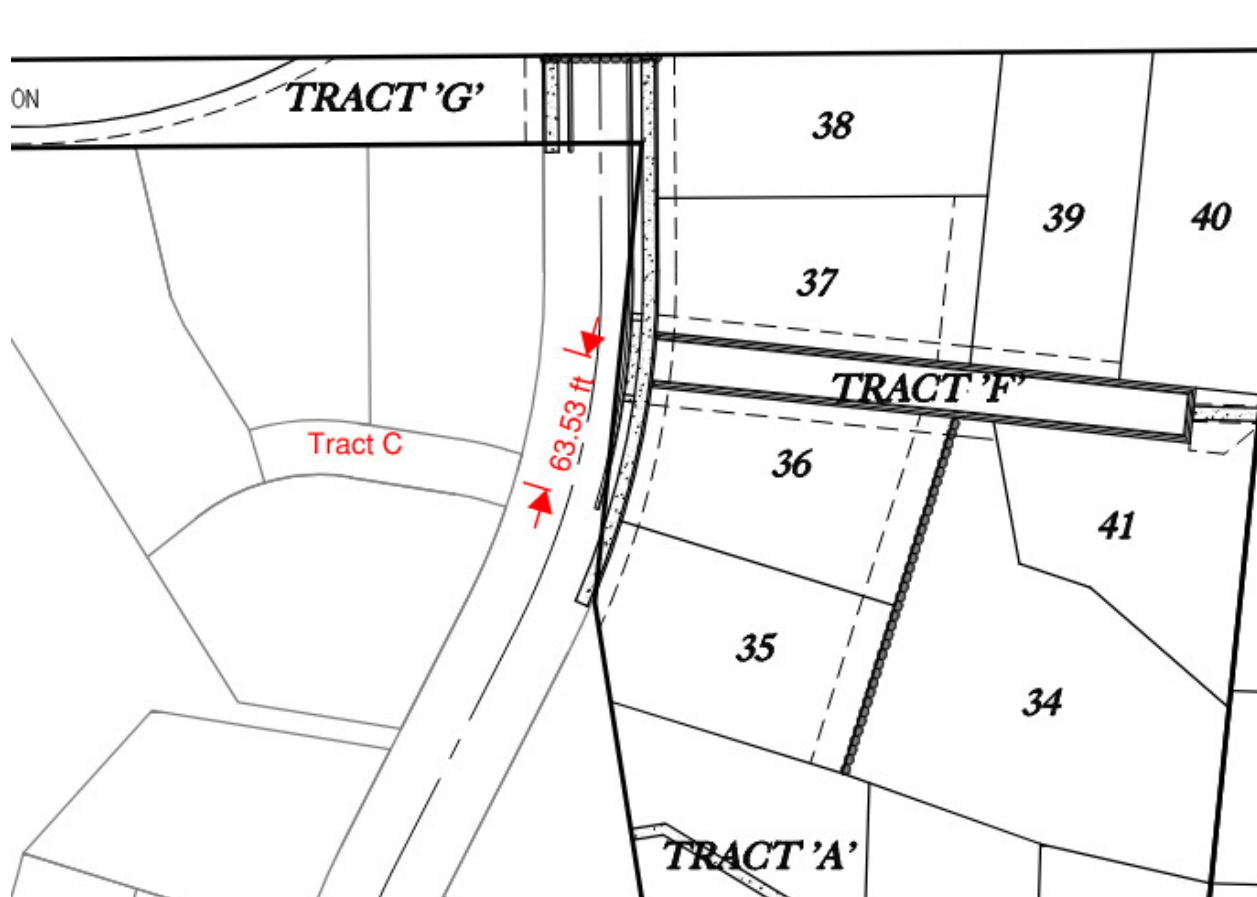 ON
TRACT 'G'
38
39
40
37
TRACT 'F'
63.53 ft
Tract C
36
41
35
34
TRACT 'A'